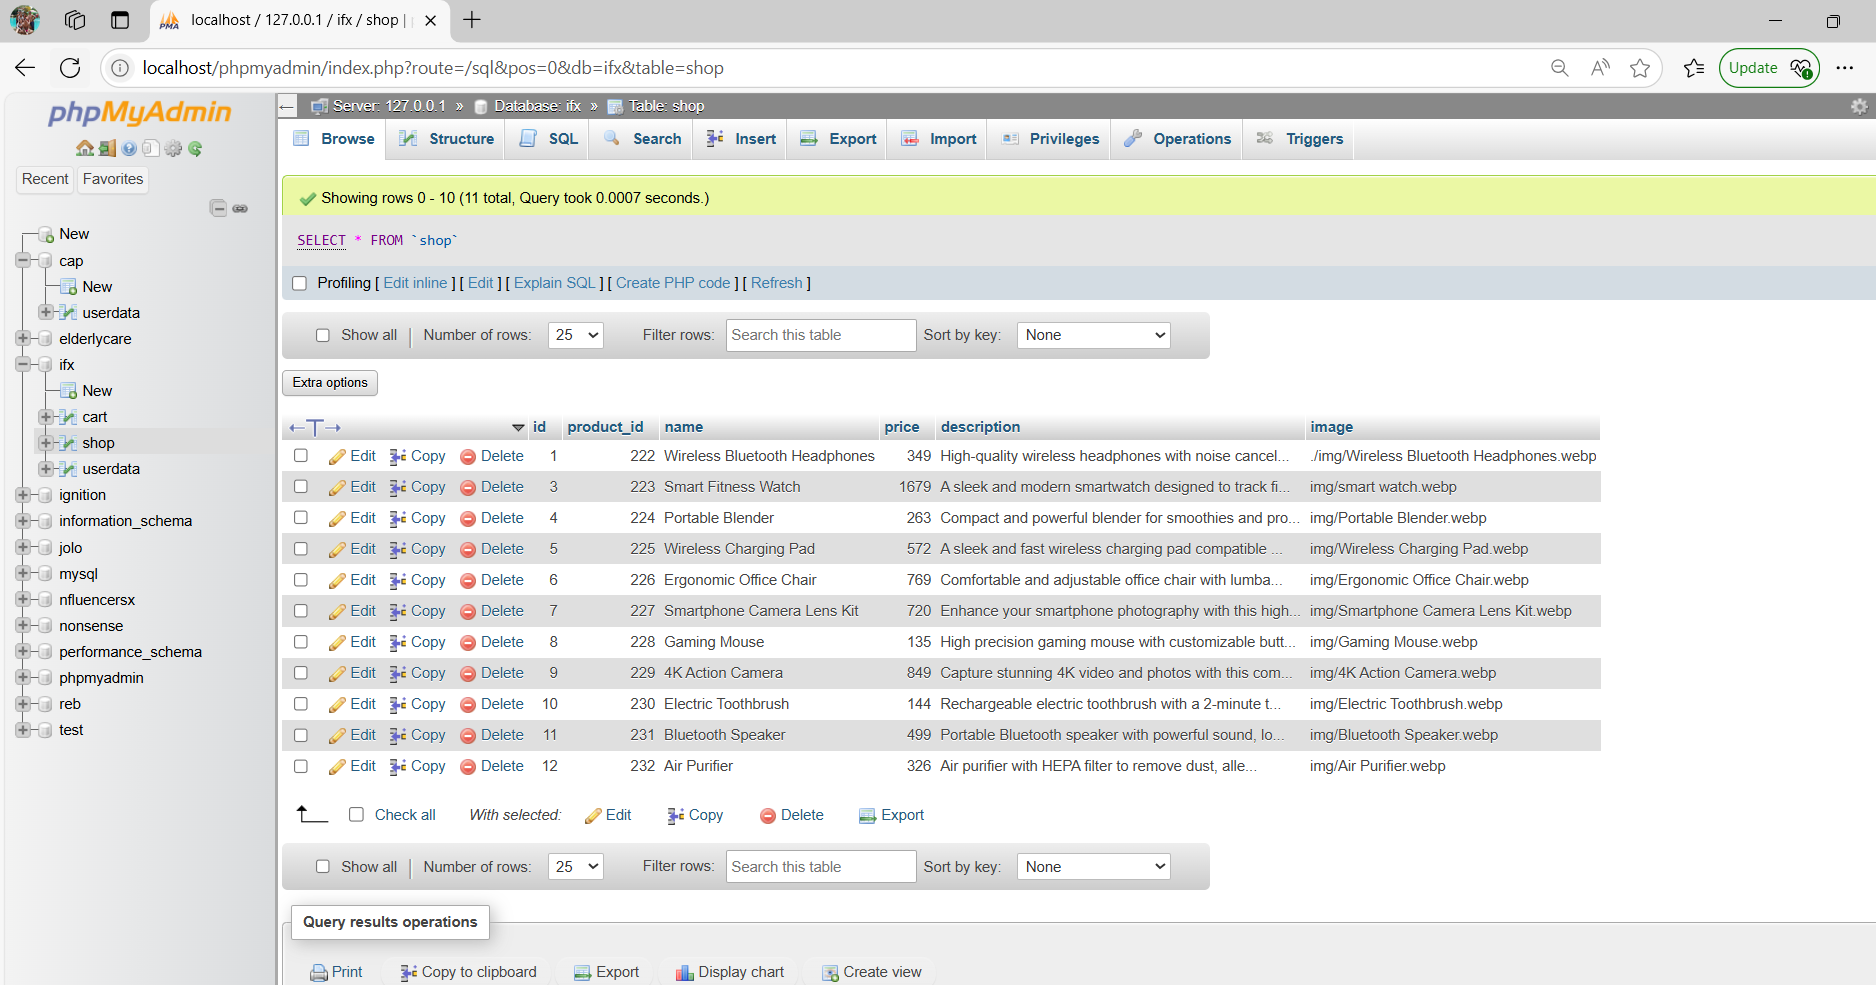 localhost / 127.0.0.1 / ifx / shop |
localhost/phpmyadmin/index.php?route=/sql&pos=0&db=ifx&table=shop
Update
phpMyAdmin
Recent Favorites
New
cap
New
userdata
elderlycare
ifx
New
cart
shop
userdata
ignition
information_schema
jolo
mysql
nfluencersx
nonsense
performance_schema
phpmyadmin
reb
test
Server: 127.0.0.1 » Database: ifx » Table: shop
Browse Structure SQL Search Insert Export Import Privileges Operations Triggers
Showing rows 0 - 10 (11 total, Query took 0.0007 seconds.)
SELECT * FROM `shop`
Profiling [ Edit inline ] [ Edit ] [ Explain SQL ] [ Create PHP code ] [ Refresh ]
Show all | Number of rows: 25 Filter rows: Search this table Sort by key: None
Extra options
id product_id name price description image
Edit Copy Delete 1 222 Wireless Bluetooth Headphones 349 High-quality wireless headphones with noise cancel... ./img/Wireless Bluetooth Headphones.webp
Edit Copy Delete 3 223 Smart Fitness Watch 1679 A sleek and modern smartwatch designed to track fi... img/smart watch.webp
Edit Copy Delete 4 224 Portable Blender 263 Compact and powerful blender for smoothies and pro... img/Portable Blender.webp
Edit Copy Delete 5 225 Wireless Charging Pad 572 A sleek and fast wireless charging pad compatible ... img/Wireless Charging Pad.webp
Edit Copy Delete 6 226 Ergonomic Office Chair 769 Comfortable and adjustable office chair with lumba... img/Ergonomic Office Chair.webp
Edit Copy Delete 7 227 Smartphone Camera Lens Kit 720 Enhance your smartphone photography with this high... img/Smartphone Camera Lens Kit.webp
Edit Copy Delete 8 228 Gaming Mouse 135 High precision gaming mouse with customizable butt... img/Gaming Mouse.webp
Edit Copy Delete 9 229 4K Action Camera 849 Capture stunning 4K video and photos with this com... img/4K Action Camera.webp
Edit Copy Delete 10 230 Electric Toothbrush 144 Rechargeable electric toothbrush with a 2-minute t... img/Electric Toothbrush.webp
Edit Copy Delete 11 231 Bluetooth Speaker 499 Portable Bluetooth speaker with powerful sound, lo... img/Bluetooth Speaker.webp
Edit Copy Delete 12 232 Air Purifier 326 Air purifier with HEPA filter to remove dust, alle... img/Air Purifier.webp
Check all With selected: Edit Copy Delete Export
Show all | Number of rows: 25 Filter rows: Search this table Sort by key: None
Query results operations
Print Copy to clipboard Export Display chart Create view